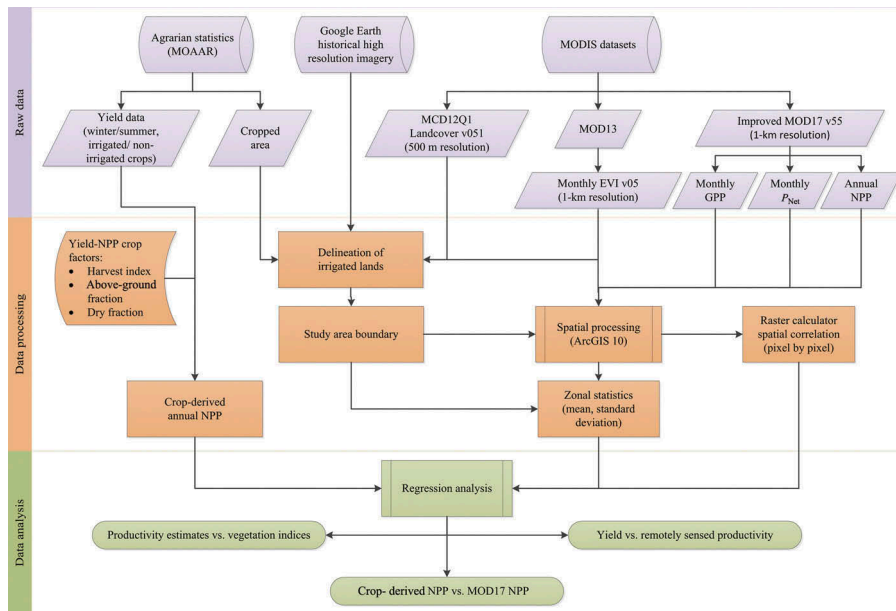 Raw data
Agrarian statistics
(MOAAR)
Google Earth
historical high
resolution imagery
MODIS datasets
Yield data
(winter/summer,
irrigated/ non-
irrigated crops)
Cropped
area
MCD12Q1
Landcover v051
(500 m resolution)
MOD13
Improved MOD17 v55
(1-km resolution)
Monthly EVI v05
(1-km resolution)
Monthly
GPP
Monthly
PNet
Annual
NPP
Data processing
Yield-NPP crop
factors:
• Harvest index
• Above-ground
fraction
• Dry fraction
Delineation of
irrigated lands
Study area boundary
Spatial processing
(ArcGIS 10)
Raster calculator
spatial correlation
(pixel by pixel)
Crop-derived
annual NPP
Zonal statistics
(mean, standard
deviation)
Data analysis
Regression analysis
Productivity estimates vs. vegetation indices
Yield vs. remotely sensed productivity
Crop- derived NPP vs. MOD17 NPP